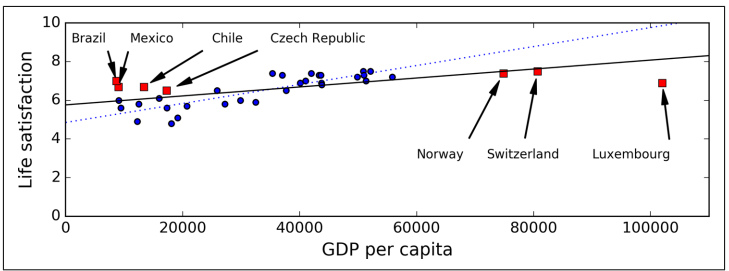 10
Brazil Mexico Chile Czech Republic
8
6
4
Norway Switzerland Luxembourg
2
0
Life satisfaction
0 20000 40000 60000 80000 100000
GDP per capita